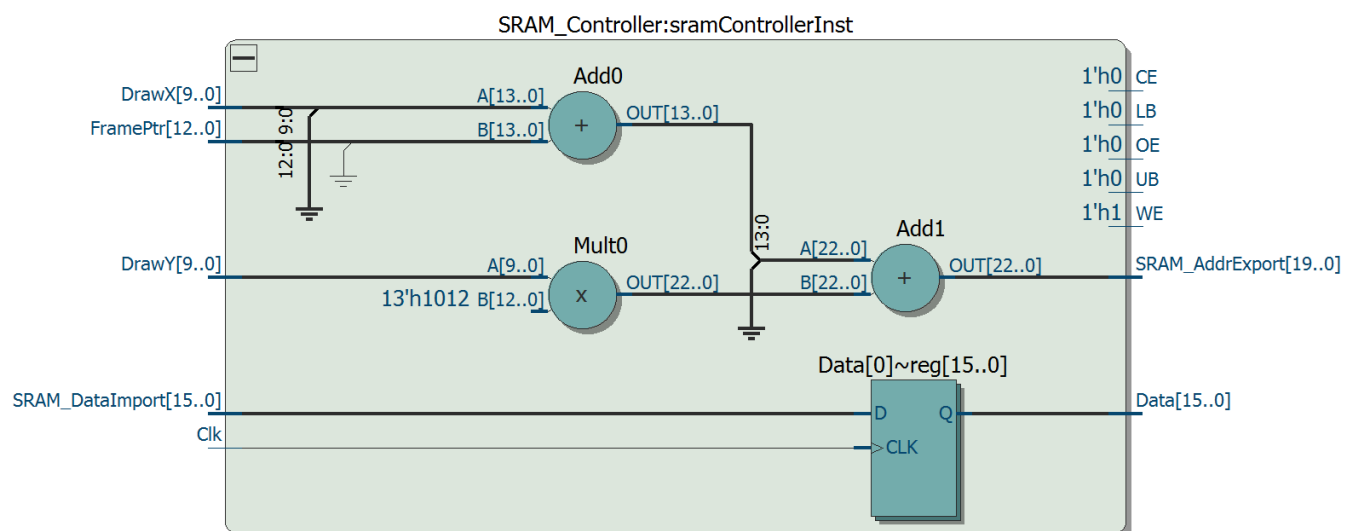 SRAM_Controller:sramControllerInst
DrawX[9..0]
FramePtr[12..0]
12:0 9:0
A[13..0]
B[13..0]
Add0
+
OUT[13..0]
1'h0 CE
1'h0 LB
1'h0 OE
1'h0 UB
1'h1 WE
13:0
DrawY[9..0]
A[9..0]
13'h1012 B[12..0]
Mult0
x
OUT[22..0]
A[22..0]
B[22..0]
Add1
+
OUT[22..0]
SRAM_AddrExport[19..0]
Data[0]~reg[15..0]
SRAM_DataImport[15..0]
Clk
D
Q
CLK
Data[15..0]